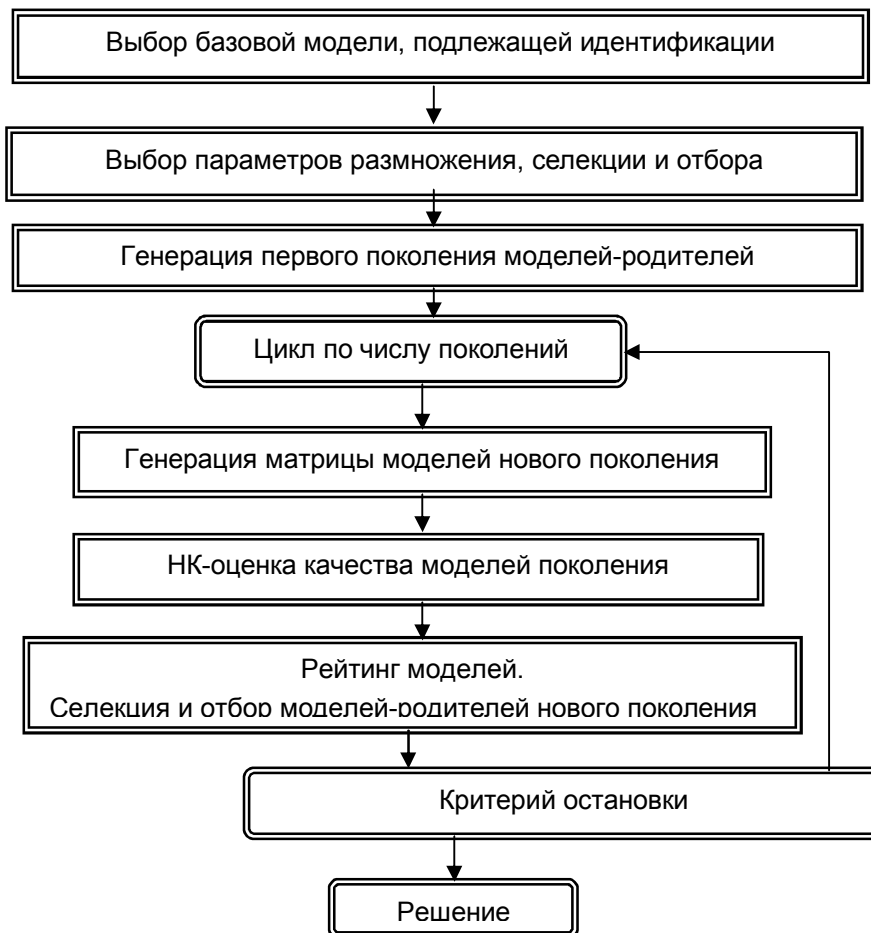 Выбор базовой модели, подлежащей идентификации
Выбор параметров размножения, селекции и отбора
Генерация первого поколения моделей-родителей
Цикл по числу поколений
Генерация матрицы моделей нового поколения
НК-оценка качества моделей поколения
Рейтинг моделей.
Селекция и отбор моделей-родителей нового поколения
Критерий остановки
Решение